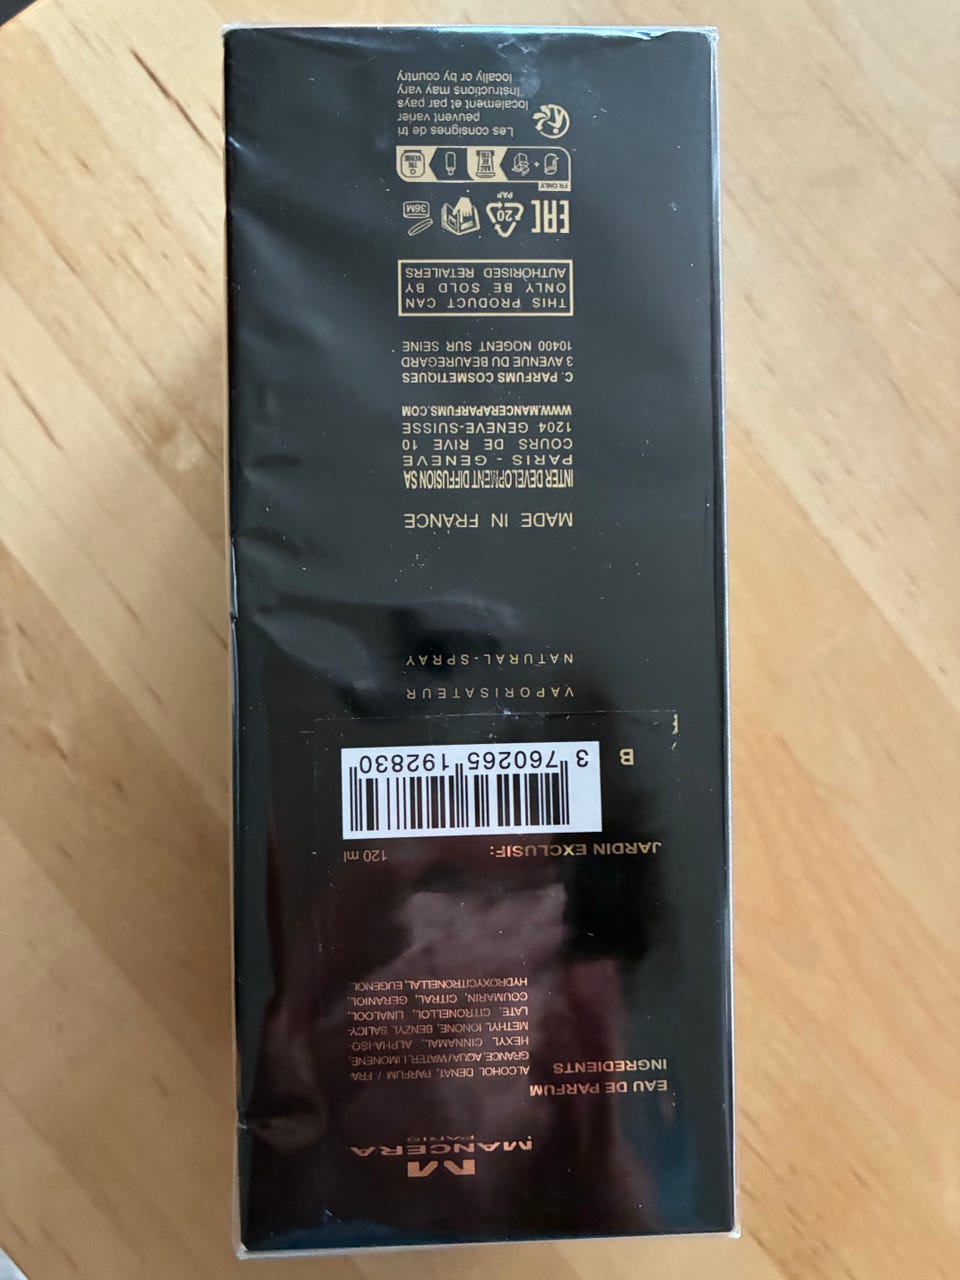 M
MANCERA
PARIS
EAU DE PARFUM
INGREDIENTS
ALCOHOL DENAT, PARFUM / FRA-
GRANCE, AQUA/WATER, LIMONENE,
HEXYL CINNAMAL, ALPHA-ISO-
METHYL IONONE, BENZYL SALICY-
LATE, CITRONELLOL, LINALOOL,
COUMARIN, CITRAL, GERANIOL,
HYDROXYCITRONELLAL, EUGENOL
JARDIN EXCLUSIF: 120 ml
3 760265 192830
B
VAPORISATEUR
NATURAL-SPRAY
MADE IN FRANCE
INTER DEVELOPMENT DIFFUSION SA
PARIS - GENEVE
COURS DE RIVE 10
1204 GENEVE-SUISSE
WWW.MANCERAPARFUMS.COM
C. PARFUMS COSMETIQUES
3 AVENUE DU BEAUREGARD
10400 NOGENT SUR SEINE
THIS PRODUCT CAN
ONLY BE SOLD BY
AUTHORISED RETAILERS
EAC 20 PAP 36M
FR ONLY
+ BAC DE TRI TRI VERRE
Les consignes de tri
peuvent varier
localement et par pays
"Instructions may vary
locally or by country